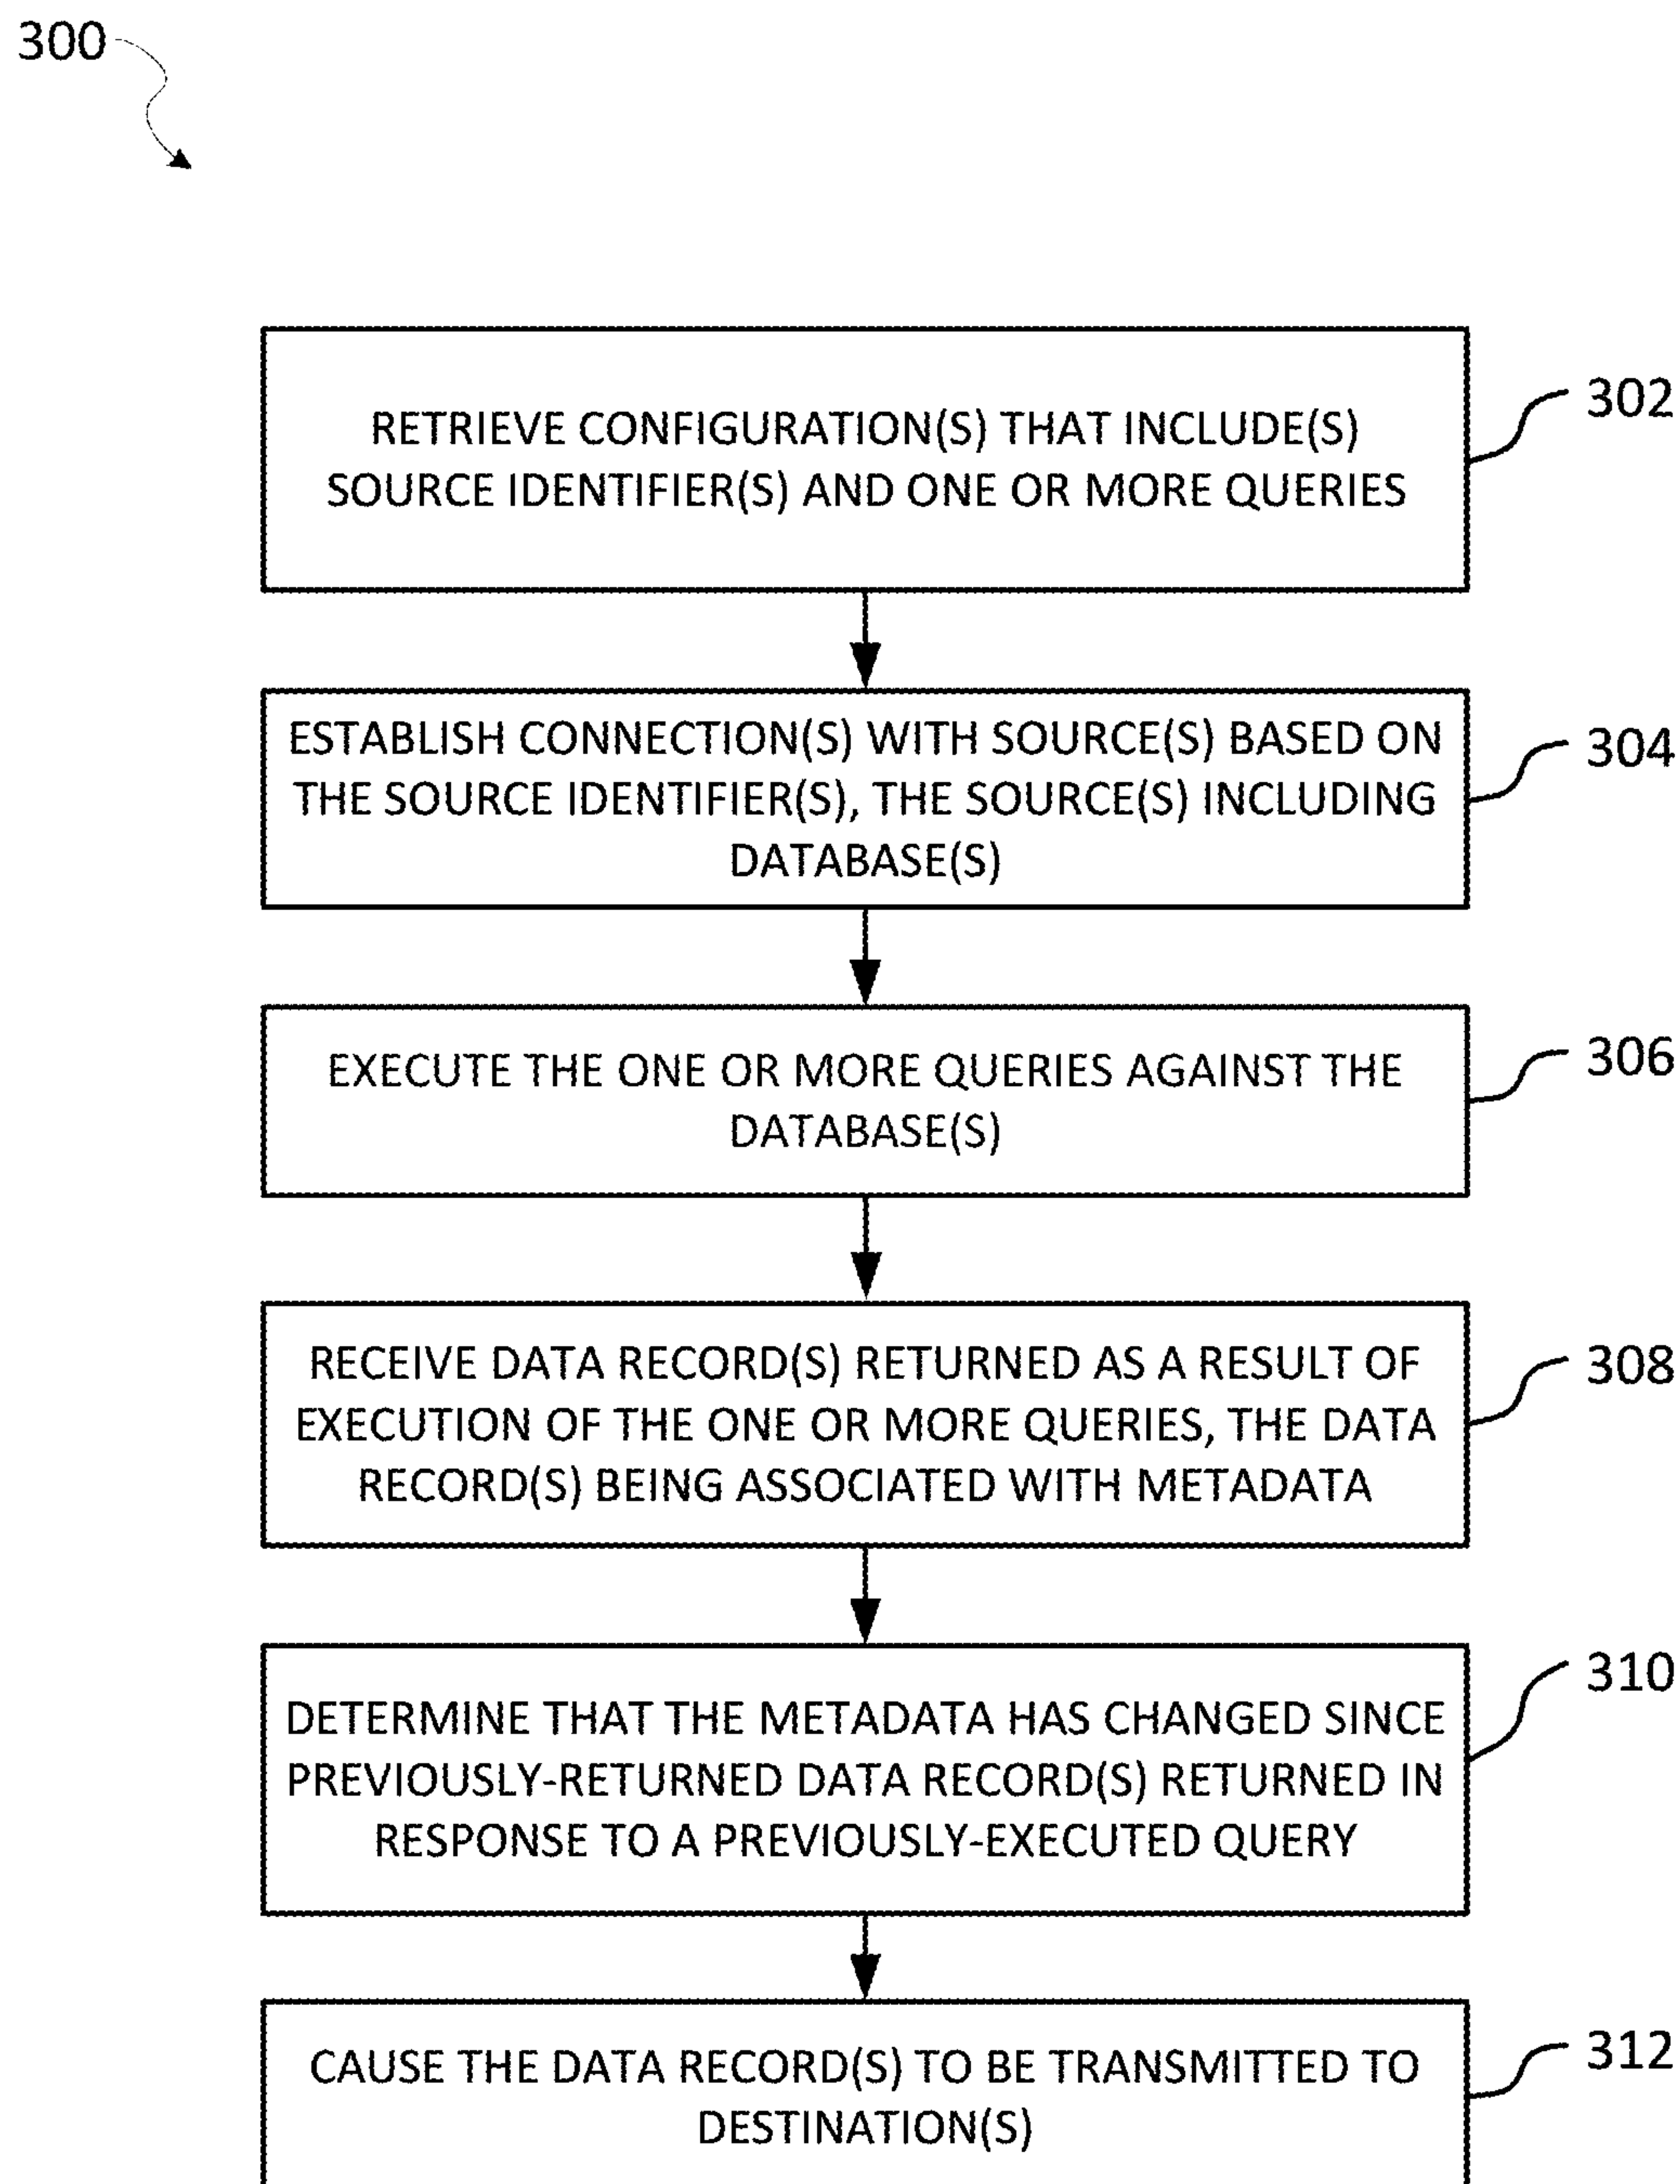 300
RETRIEVE CONFIGURATION(S) THAT INCLUDE(S)
SOURCE IDENTIFIER(S) AND ONE OR MORE QUERIES
302
ESTABLISH CONNECTION(S) WITH SOURCE(S) BASED ON
THE SOURCE IDENTIFIER(S), THE SOURCE(S) INCLUDING
DATABASE(S)
304
EXECUTE THE ONE OR MORE QUERIES AGAINST THE
DATABASE(S)
306
RECEIVE DATA RECORD(S) RETURNED AS A RESULT OF
EXECUTION OF THE ONE OR MORE QUERIES, THE DATA
RECORD(S) BEING ASSOCIATED WITH METADATA
308
DETERMINE THAT THE METADATA HAS CHANGED SINCE
PREVIOUSLY-RETURNED DATA RECORD(S) RETURNED IN
RESPONSE TO A PREVIOUSLY-EXECUTED QUERY
310
CAUSE THE DATA RECORD(S) TO BE TRANSMITTED TO
DESTINATION(S)
312